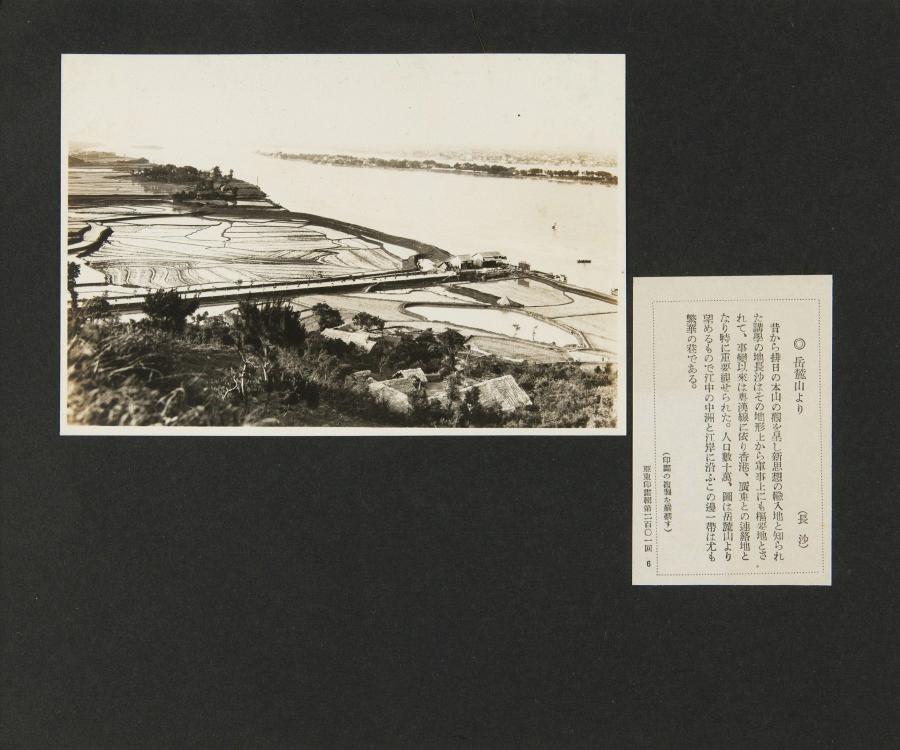 ◎ 岳麓山より
（長沙）
昔から排日の本山の觀を呈し新思想の輸入地と知られ
た講學の地長沙はその地形上から軍事上にも樞要地とさ
れて、事變以來は粤漢線に依り香港、廣東との連絡地と
なり時に重要視せられた。人口數十萬、圖は岳麓山より
望めるもので江中の中洲と江岸に沿ふこの邊一帶は尤も
繁華の巷である。
（印畫の複製を嚴禁す）
亞東印畫輯第二百〇一回 6